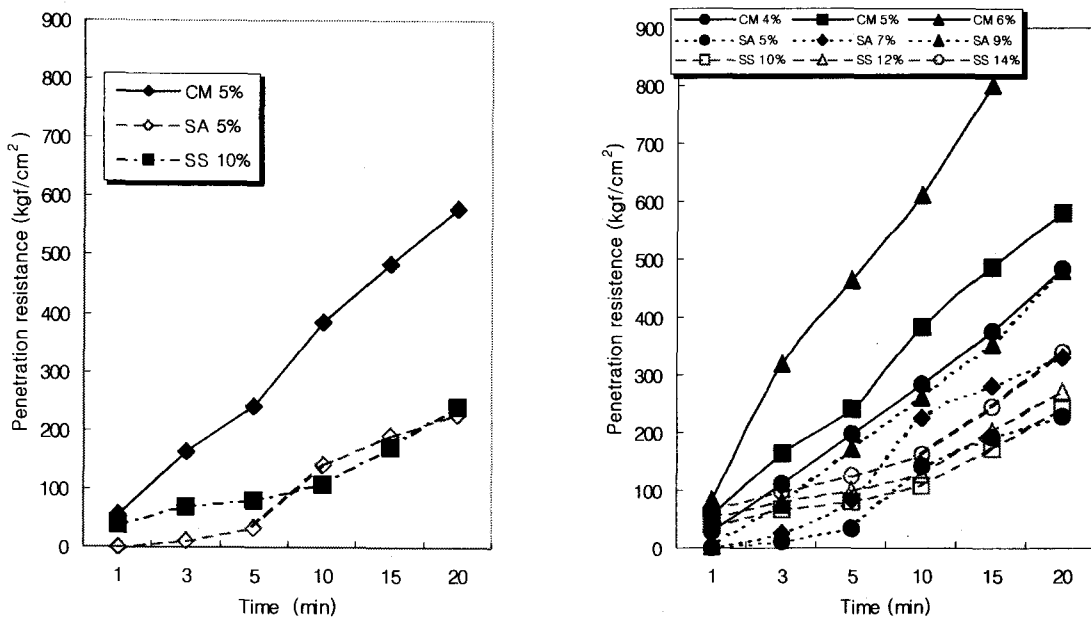 Penetration resistance (kgf/cm²)
900
800
700
600
500
400
300
200
100
0
CM 5%
SA 5%
SS 10%
1 3 5 10 15 20
Time (min)
Penetration resistence (kgf/cm²)
900
800
700
600
500
400
300
200
100
0
CM 4% CM 5% CM 6%
SA 5% SA 7% SA 9%
SS 10% SS 12% SS 14%
1 3 5 10 15 20
Time (min)